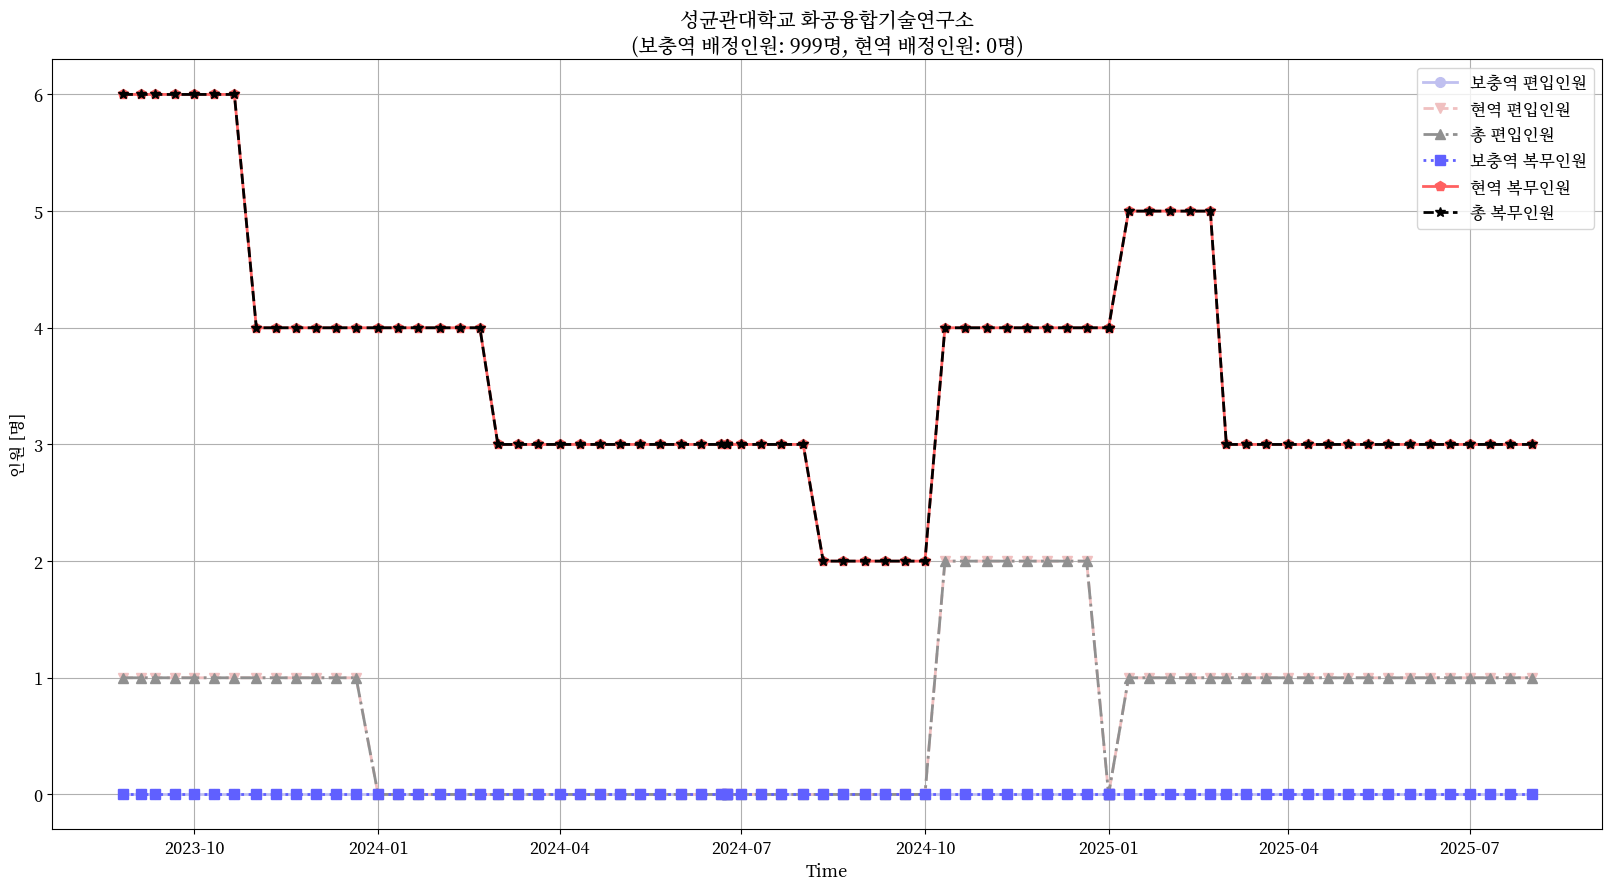 성균관대학교 화공융합기술연구소
(보충역 배정인원: 999명, 현역 배정인원: 0명)
보충역 편입인원
현역 편입인원
총 편입인원
보충역 복무인원
현역 복무인원
총 복무인원
인원 [명]
6
5
4
3
2
1
0
2023-10
2024-01
2024-04
2024-07
2024-10
2025-01
2025-04
2025-07
Time